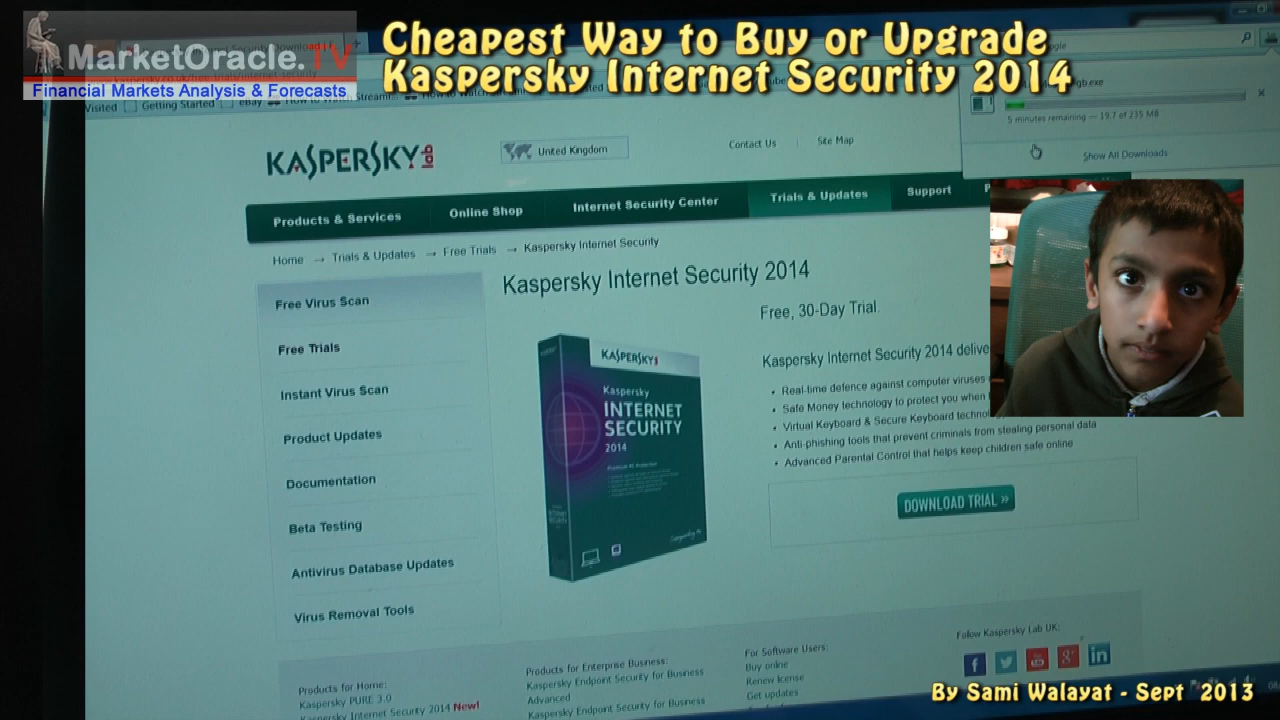 MarketOracle.TV
Financial Markets Analysis & Forecasts
Cheapest Way to Buy or Upgrade
Kaspersky Internet Security 2014
Visited Getting Started eBay How to Watch
5 minutes remaining — 19.7 of 235 MB
Show All Downloads
KASPERSKY lab
United Kingdom
Contact Us
Site Map
Products & Services
Online Shop
Internet Security Center
Trials & Updates
Support
Home → Trials & Updates → Free Trials → Kaspersky Internet Security
Free Virus Scan
Free Trials
Instant Virus Scan
Product Updates
Documentation
Beta Testing
Antivirus Database Updates
Virus Removal Tools
Kaspersky Internet Security 2014
KASPERSKY
Kaspersky
INTERNET
SECURITY
2014
Free, 30-Day Trial.
Kaspersky Internet Security 2014
• Real-time defence against computer viruses
• Safe Money technology to protect you when
• Virtual Keyboard & Secure Keyboard
• Anti-phishing tools that prevent criminals from stealing personal data
• Advanced Parental Control that helps keep children safe online
DOWNLOAD TRIAL »
Products for Home:
Kaspersky PURE 3.0
Kaspersky Internet Security 2014 New!
Products for Enterprise Business:
Kaspersky Endpoint Security for Business
Advanced
Kaspersky Endpoint Security for Business
For Software Users:
Buy online
Renew license
Get updates
Follow Kaspersky Lab UK:
By Sami Walayat - Sept 2013